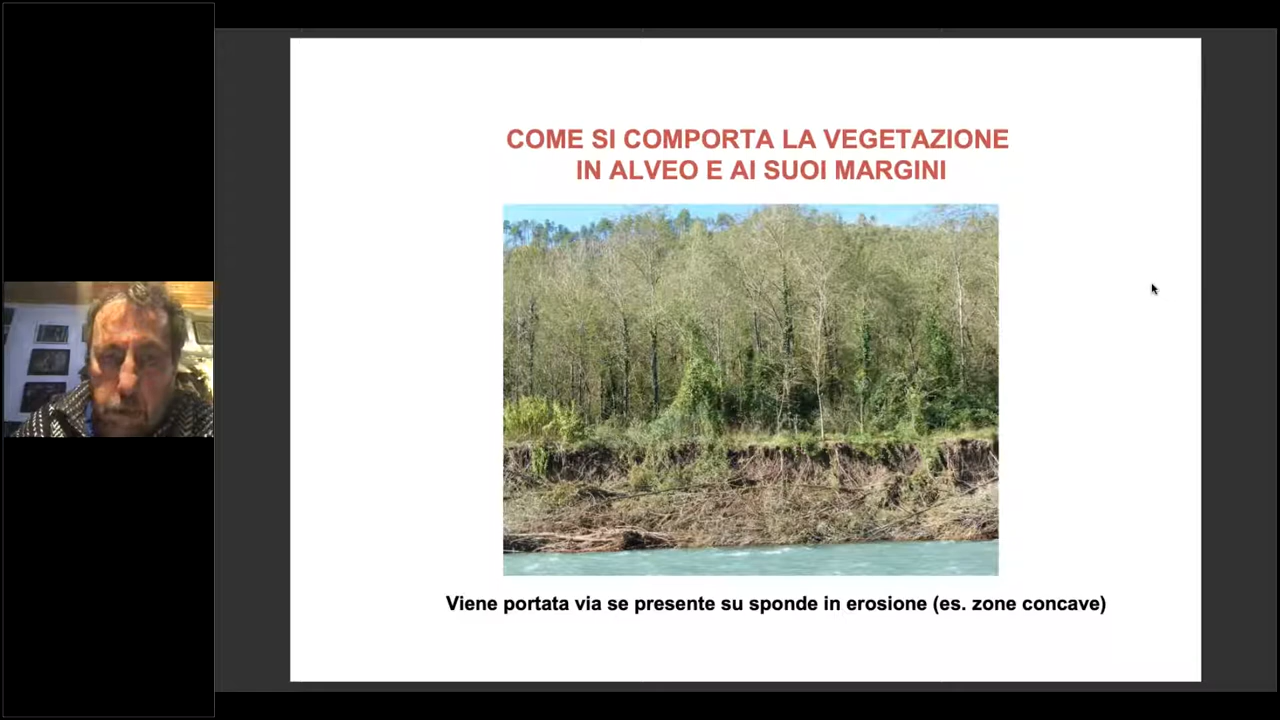 COME SI COMPORTA LA VEGETAZIONE
IN ALVEO E AI SUOI MARGINI
Viene portata via se presente su sponde in erosione (es. zone concave)